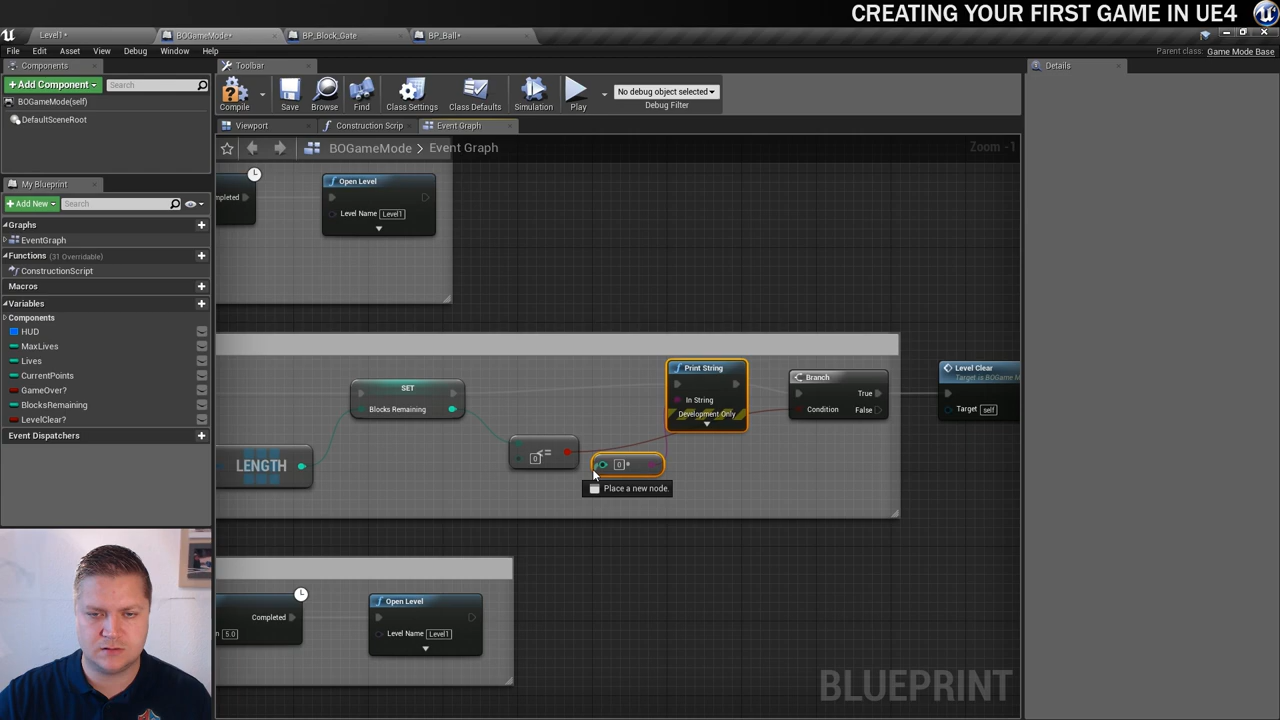 CREATING YOUR FIRST GAME IN UE4
Level1*
BOGameMode*
BP_Block_Gate
BP_Ball*
File Edit Asset View Debug Window Help
Parent class: Game Mode Base
Components
Toolbar
Details
+Add Component
Search
BOGameMode(self)
DefaultSceneRoot
Compile
Save
Browse
Find
Class Settings
Class Defaults
Simulation
Play
No debug object selected
Debug Filter
Viewport
Construction Scrip
Event Graph
BOGameMode > Event Graph
Zoom -1
My Blueprint
+Add New
Search
Graphs
EventGraph
Functions (31 Overridable)
ConstructionScript
Macros
Variables
Components
HUD
MaxLives
Lives
CurrentPoints
GameOver?
BlocksRemaining
LevelClear?
Event Dispatchers
mpleted
Open Level
Level Name Level1
SET
Blocks Remaining
LENGTH
0
<=
Print String
In String
Development Only
0
Branch
True
Condition
False
Level Clear
Target is BOGame M
Target self
Place a new node.
Completed
n 5.0
Open Level
Level Name Level1
BLUEPRINT